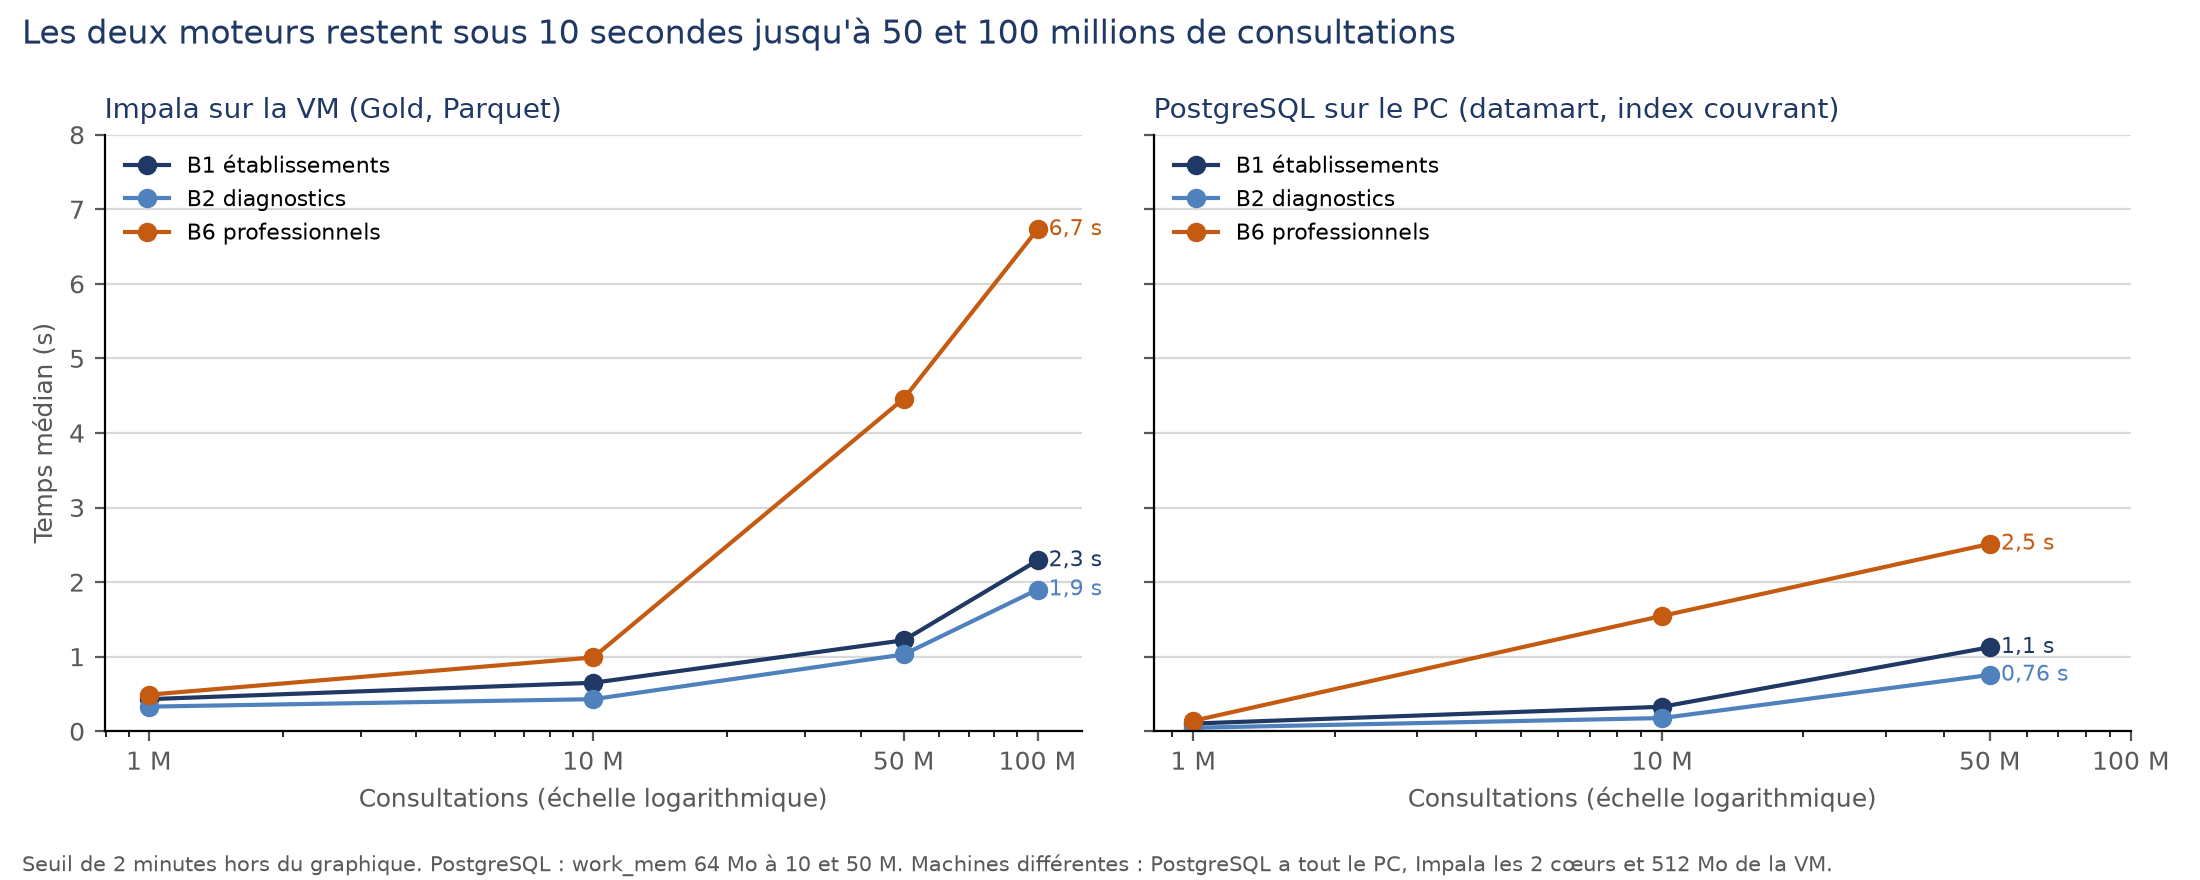 Les deux moteurs restent sous 10 secondes jusqu'à 50 et 100 millions de consultations
Impala sur la VM (Gold, Parquet)
B1 établissements
B2 diagnostics
B6 professionnels
Temps médian (s)
8
7
6
5
4
3
2
1
0
6,7 s
2,3 s
1,9 s
1 M
10 M
50 M
100 M
Consultations (échelle logarithmique)
PostgreSQL sur le PC (datamart, index couvrant)
B1 établissements
B2 diagnostics
B6 professionnels
2,5 s
1,1 s
0,76 s
1 M
10 M
50 M
100 M
Consultations (échelle logarithmique)
Seuil de 2 minutes hors du graphique. PostgreSQL : work_mem 64 Mo à 10 et 50 M. Machines différentes : PostgreSQL a tout le PC, Impala les 2 cœurs et 512 Mo de la VM.